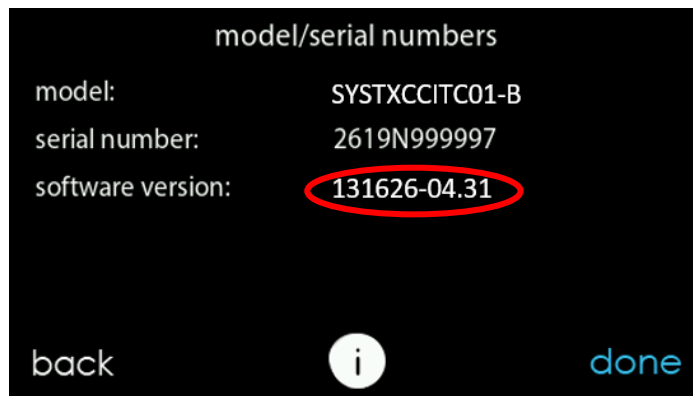 model/serial numbers
model: SYSTXCCITC01-B
serial number: 2619N999997
software version: 131626-04.31
back i done